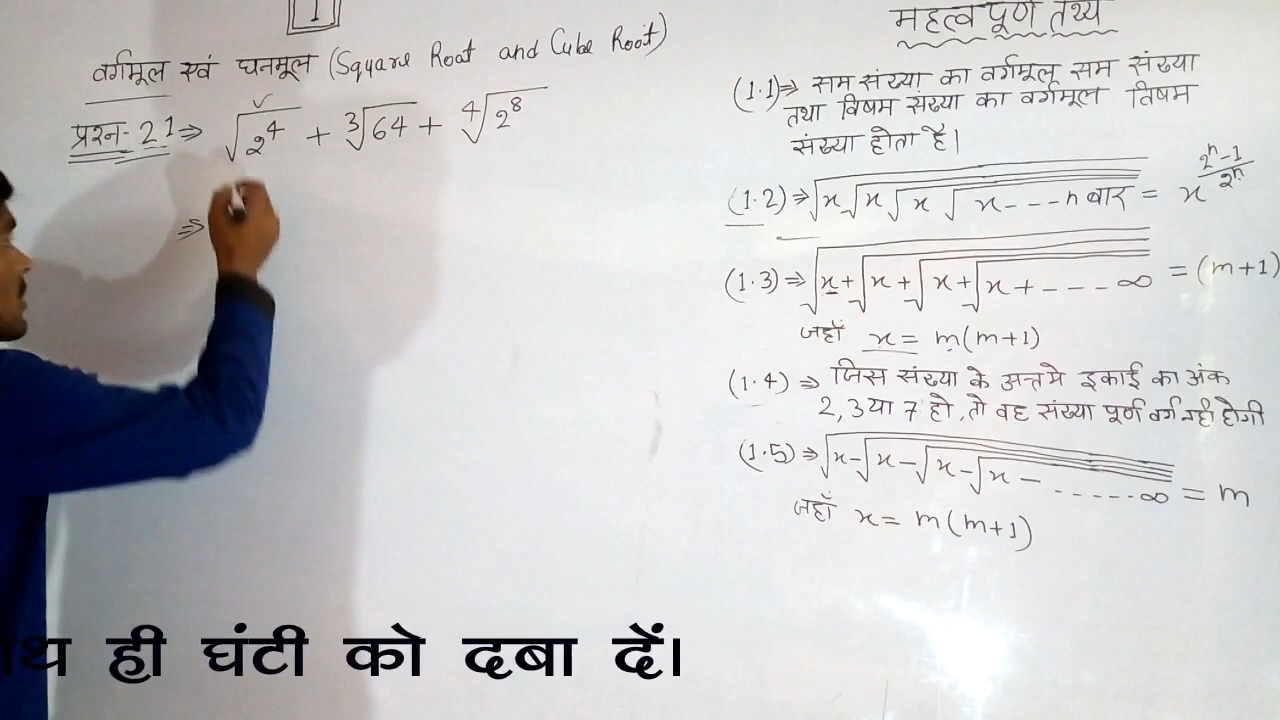 1
वर्गमूल एवं घनमूल (Square Root and Cube Root)
प्रश्न- 21 ⇒ √2⁴ + ∛64 + ∜2⁸
⇒
महत्वपूर्ण तथ्य
(1.1) ⇒ सम संख्या का वर्गमूल सम संख्या
तथा विषम संख्या का वर्गमूल विषम
संख्या होता है।
(1.2) ⇒ √x√x√x√x---n बार = x^((2ⁿ-1)/2ⁿ)
(1.3) ⇒ √x+√x+√x+√x+---∞ = (m+1)
जहाँ x = m(m+1)
(1.4) ⇒ जिस संख्या के अन्तमे इकाई का अंक
2,3 या 7 हो, तो वह संख्या पूर्ण वर्ग नही होगी
(1.5) ⇒ √x-√x-√x-√x-......∞ = m
जहाँ x = m(m+1)
ही घंटी को दबा दें।